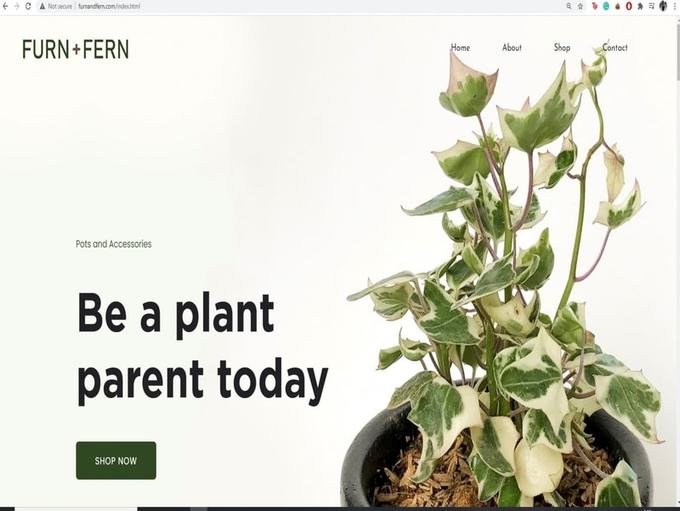 Not secure | furnandfern.com/index.html
FURN+FERN
Home About Shop Contact
Pots and Accessories
Be a plant
parent today
SHOP NOW